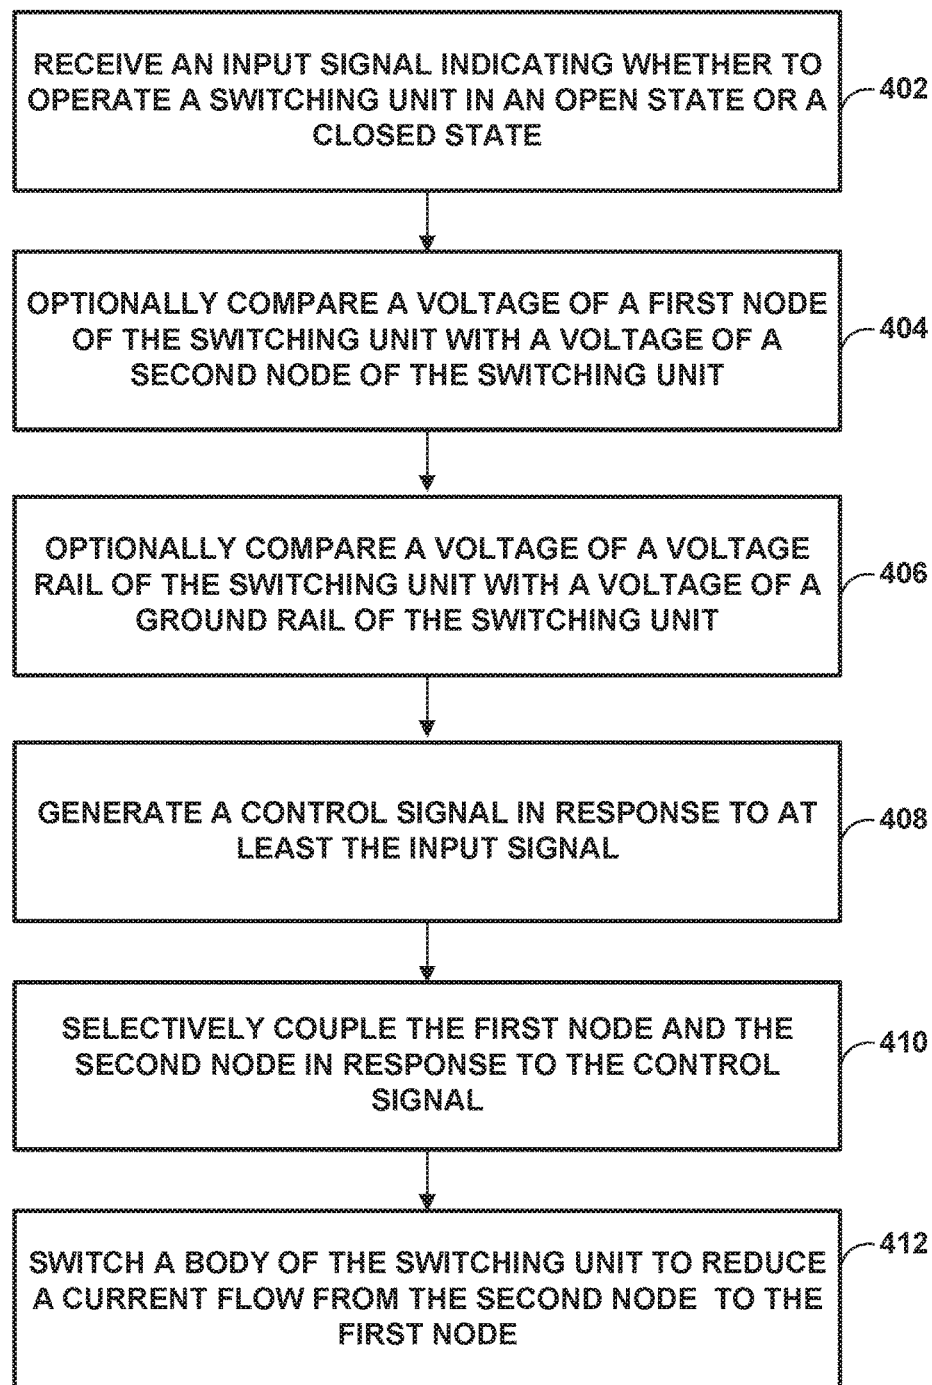 RECEIVE AN INPUT SIGNAL INDICATING WHETHER TO
OPERATE A SWITCHING UNIT IN AN OPEN STATE OR A
CLOSED STATE
402
OPTIONALLY COMPARE A VOLTAGE OF A FIRST NODE
OF THE SWITCHING UNIT WITH A VOLTAGE OF A
SECOND NODE OF THE SWITCHING UNIT
404
OPTIONALLY COMPARE A VOLTAGE OF A VOLTAGE
RAIL OF THE SWITCHING UNIT WITH A VOLTAGE OF A
GROUND RAIL OF THE SWITCHING UNIT
406
GENERATE A CONTROL SIGNAL IN RESPONSE TO AT
LEAST THE INPUT SIGNAL
408
SELECTIVELY COUPLE THE FIRST NODE AND THE
SECOND NODE IN RESPONSE TO THE CONTROL
SIGNAL
410
SWITCH A BODY OF THE SWITCHING UNIT TO REDUCE
A CURRENT FLOW FROM THE SECOND NODE TO THE
FIRST NODE
412